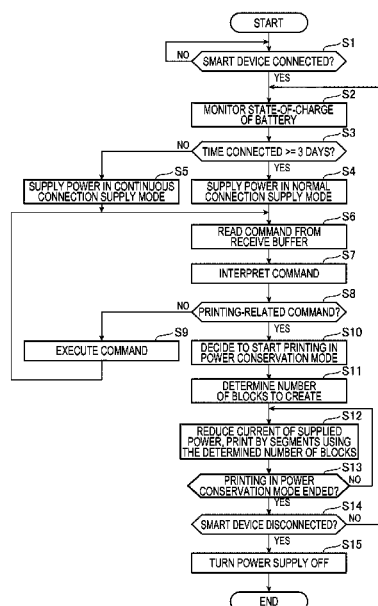 START
S1
SMART DEVICE CONNECTED?
NO
YES
S2
MONITOR STATE-OF-CHARGE
OF BATTERY
S3
NO
TIME CONNECTED >= 3 DAYS?
YES
S5
S4
SUPPLY POWER IN CONTINUOUS
CONNECTION SUPPLY MODE
SUPPLY POWER IN NORMAL
CONNECTION SUPPLY MODE
S6
READ COMMAND FROM
RECEIVE BUFFER
S7
INTERPRET COMMAND
S8
NO
PRINTING-RELATED COMMAND?
YES
S9
S10
EXECUTE COMMAND
DECIDE TO START PRINTING IN
POWER CONSERVATION MODE
S11
DETERMINE NUMBER
OF BLOCKS TO CREATE
S12
REDUCE CURRENT OF SUPPLIED
POWER, PRINT BY SEGMENTS USING
THE DETERMINED NUMBER OF BLOCKS
S13
PRINTING IN POWER
CONSERVATION MODE ENDED?
NO
YES
S14
SMART DEVICE DISCONNECTED?
NO
YES
S15
TURN POWER SUPPLY OFF
END